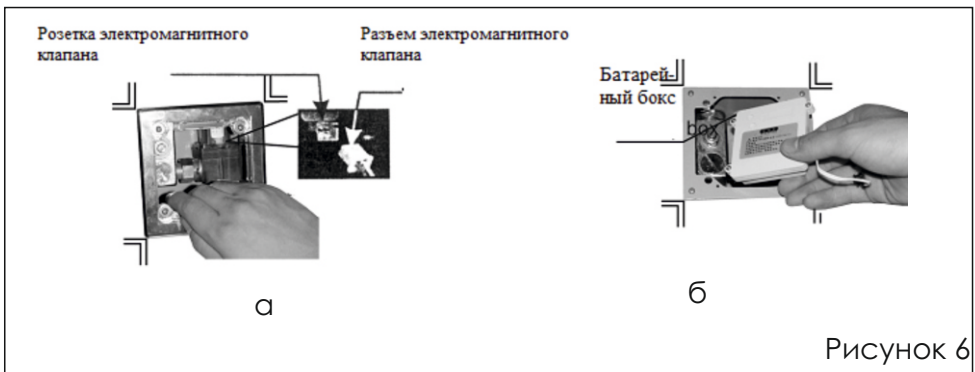 Розетка электромагнитного
клапана
Разъем электромагнитного
клапана
Батарей-
ный бокс
box
а
б
Рисунок 6